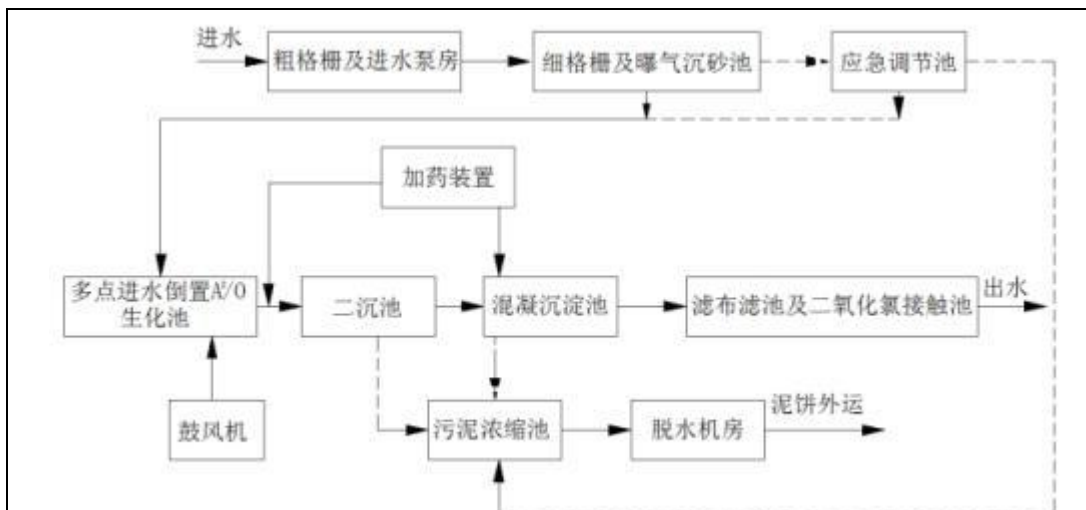 进水
粗格栅及进水泵房
细格栅及曝气沉砂池
应急调节池
加药装置
多点进水倒置A²/O
生化池
二沉池
混凝沉淀池
滤布滤池及二氧化氯接触池
出水
鼓风机
污泥浓缩池
脱水机房
泥饼外运